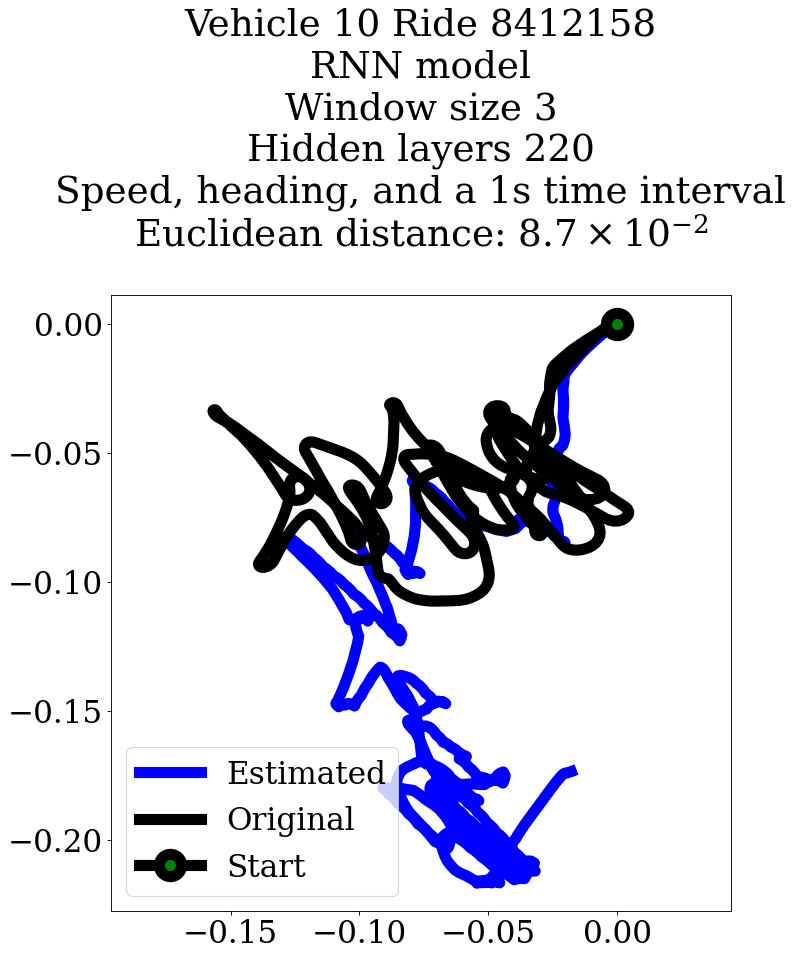 Vehicle 10 Ride 8412158
RNN model
Window size 3
Hidden layers 220
Speed, heading, and a 1s time interval
Euclidean distance: 8.7 × 10⁻²
0.00
−0.05
−0.10
−0.15
−0.20
Estimated
Original
Start
−0.15 −0.10 −0.05 0.00